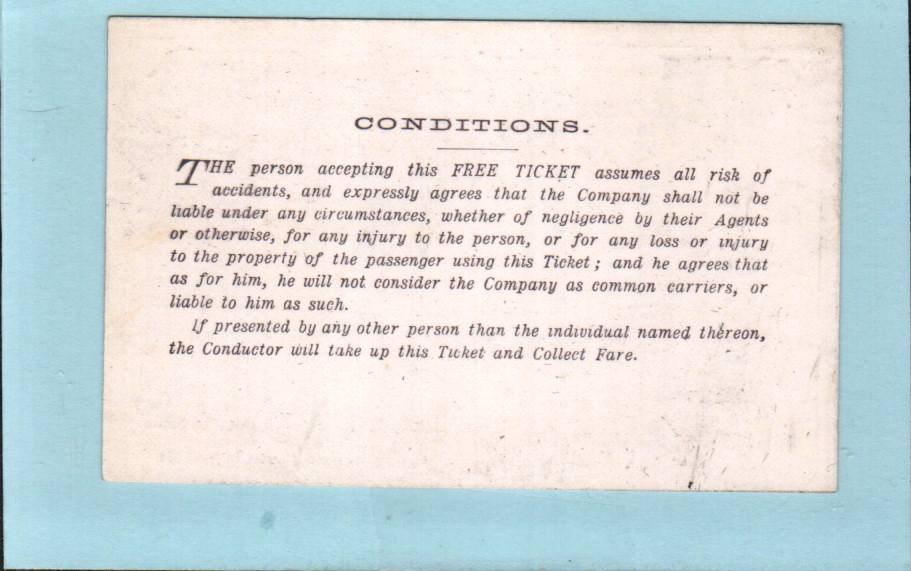 CONDITIONS.
THE person accepting this FREE TICKET assumes all risk of
accidents, and expressly agrees that the Company shall not be
liable under any circumstances, whether of negligence by their Agents
or otherwise, for any injury to the person, or for any loss or injury
to the property of the passenger using this Ticket; and he agrees that
as for him, he will not consider the Company as common carriers, or
liable to him as such.
If presented by any other person than the individual named thereon,
the Conductor will take up this Ticket and Collect Fare.